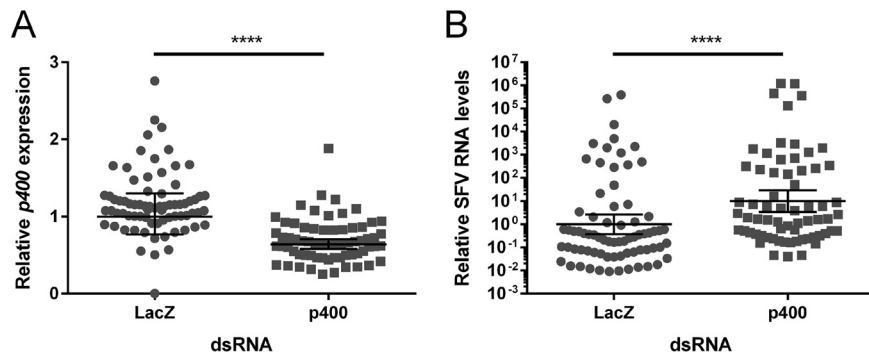 A
Relative p400 expression
****
3
2
1
0
LacZ
p400
dsRNA
B
Relative SFV RNA levels
****
10⁷
10⁶
10⁵
10⁴
10³
10²
10¹
10⁰
10⁻¹
10⁻²
10⁻³
LacZ
p400
dsRNA